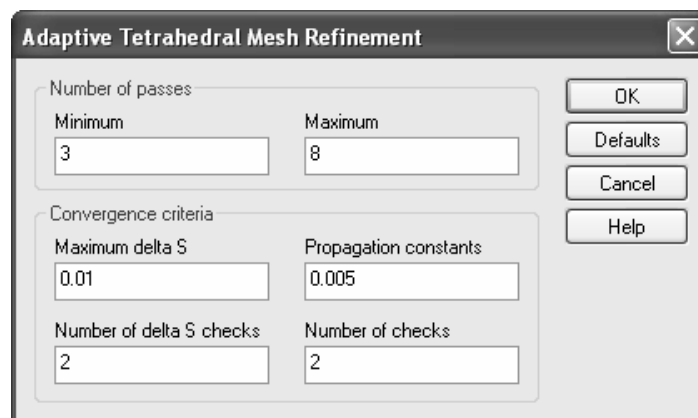 Adaptive Tetrahedral Mesh Refinement
Number of passes
Minimum
Maximum
3
8
Convergence criteria
Maximum delta S
Propagation constants
0.01
0.005
Number of delta S checks
Number of checks
2
2
OK
Defaults
Cancel
Help